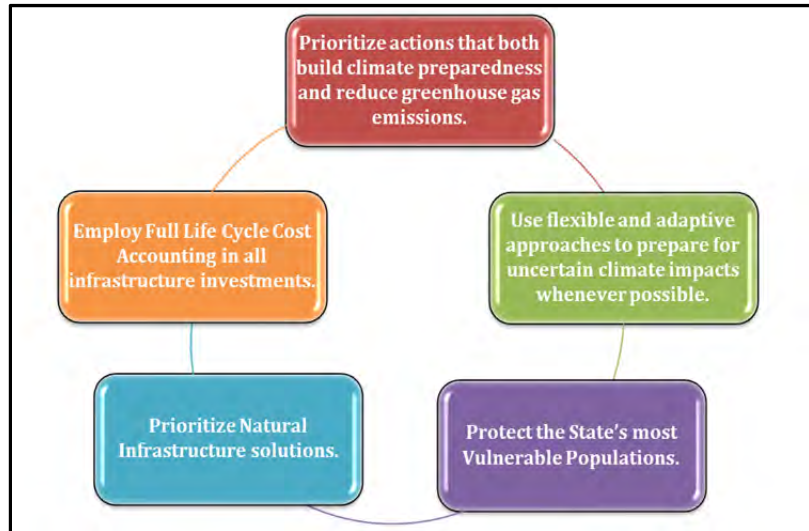 Prioritize actions that both
build climate preparedness
and reduce greenhouse gas
emissions.
Employ Full Life Cycle Cost
Accounting in all
infrastructure investments.
Use flexible and adaptive
approaches to prepare for
uncertain climate impacts
whenever possible.
Prioritize Natural
Infrastructure solutions.
Protect the State’s most
Vulnerable Populations.